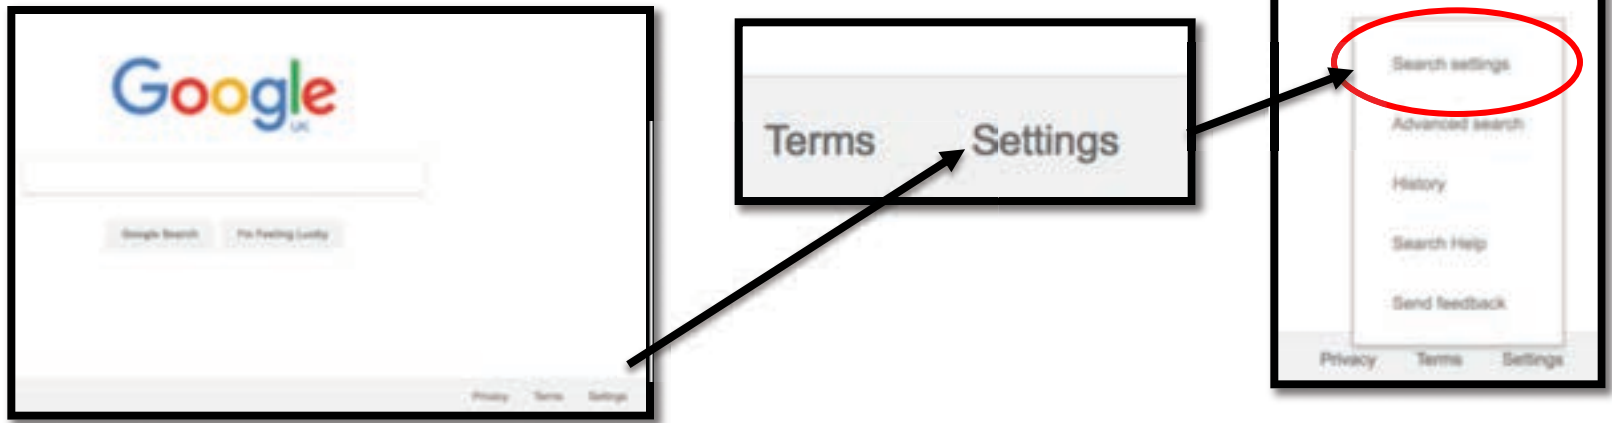 Google
UK
Google Search I'm Feeling Lucky
Privacy Terms Settings
Terms Settings
Search settings
Advanced search
History
Search Help
Send feedback
Privacy Terms Settings